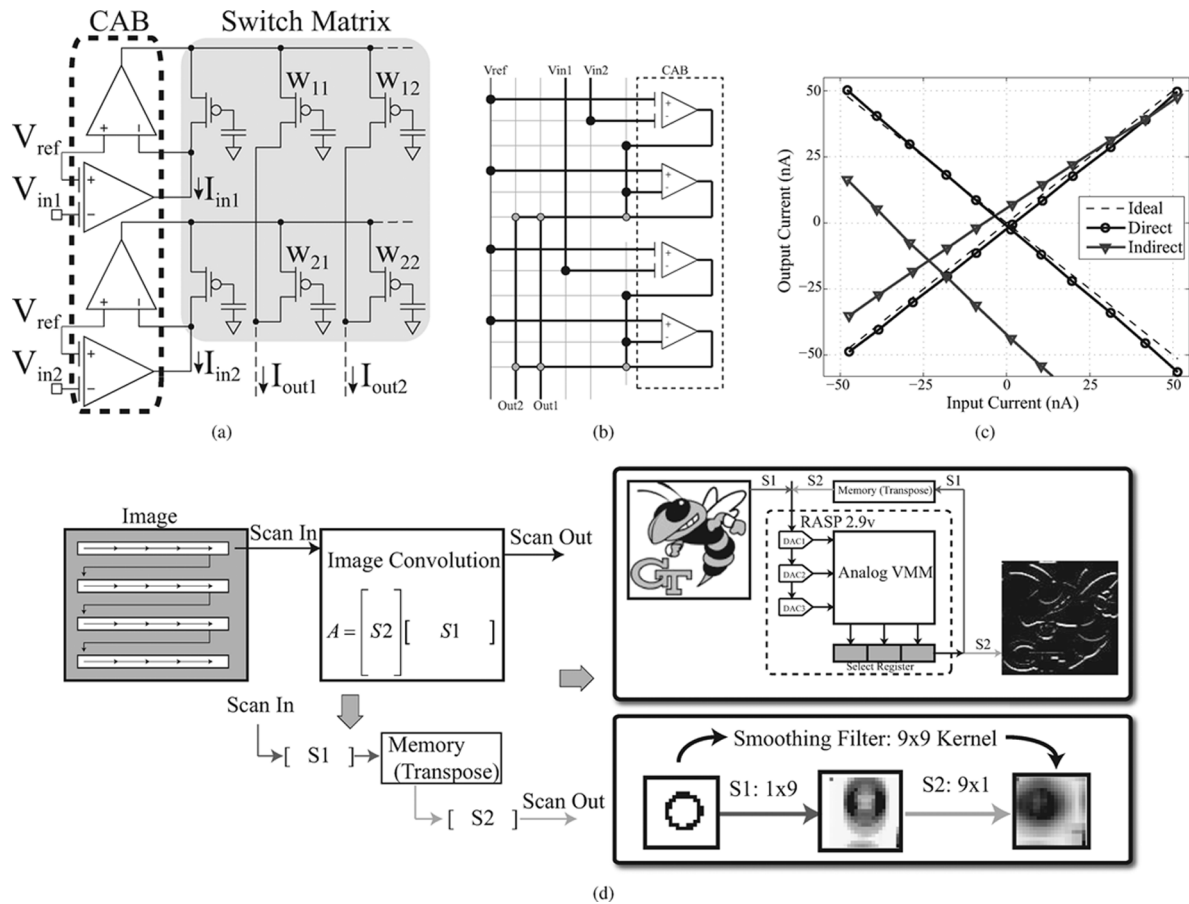 CAB
Switch Matrix
W11
W12
Vref
Vin1
Iin1
W21
W22
Vref
Vin2
Iin2
Iout1
Iout2
(a)
Vref
Vin1
Vin2
CAB
Out2
Out1
(b)
Output Current (nA)
50
25
0
−25
−50
Ideal
Direct
Indirect
−50
−25
0
25
50
Input Current (nA)
(c)
Image
Scan In
Image Convolution
A = [ S2 ] [ S1 ]
Scan Out
Scan In
[ S1 ]
Memory
(Transpose)
[ S2 ]
Scan Out
S1
S2
Memory (Transpose)
S1
RASP 2.9v
DAC1
DAC2
DAC3
Analog VMM
Select Register
S2
GT
Smoothing Filter: 9x9 Kernel
S1: 1x9
S2: 9x1
(d)